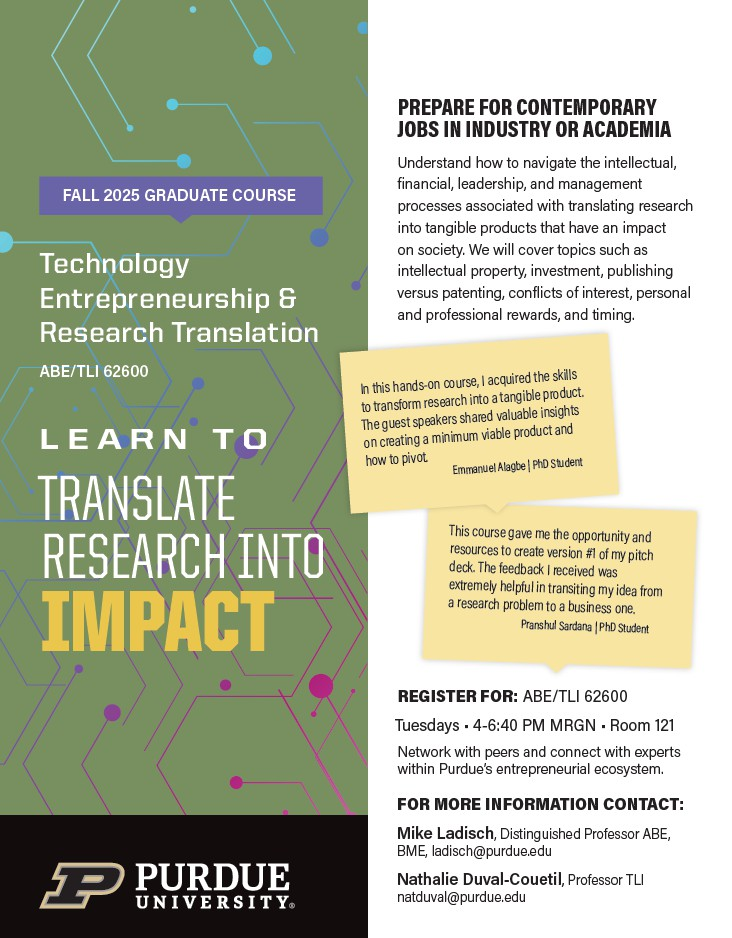 FALL 2025 GRADUATE COURSE
Technology
Entrepreneurship &
Research Translation
ABE/TLI 62600
LEARN TO
TRANSLATE
RESEARCH INTO
IMPACT
PURDUE
UNIVERSITY®
PREPARE FOR CONTEMPORARY
JOBS IN INDUSTRY OR ACADEMIA
Understand how to navigate the intellectual,
financial, leadership, and management
processes associated with translating research
into tangible products that have an impact
on society. We will cover topics such as
intellectual property, investment, publishing
versus patenting, conflicts of interest, personal
and professional rewards, and timing.
In this hands-on course, I acquired the skills
to transform research into a tangible product.
The guest speakers shared valuable insights
on creating a minimum viable product and
how to pivot.
Emmanuel Alagbe | PhD Student
This course gave me the opportunity and
resources to create version #1 of my pitch
deck. The feedback I received was
extremely helpful in transiting my idea from
a research problem to a business one.
Pranshul Sardana | PhD Student
REGISTER FOR: ABE/TLI 62600
Tuesdays • 4-6:40 PM MRGN • Room 121
Network with peers and connect with experts
within Purdue's entrepreneurial ecosystem.
FOR MORE INFORMATION CONTACT:
Mike Ladisch, Distinguished Professor ABE,
BME, ladisch@purdue.edu
Nathalie Duval-Couetil, Professor TLI
natduval@purdue.edu